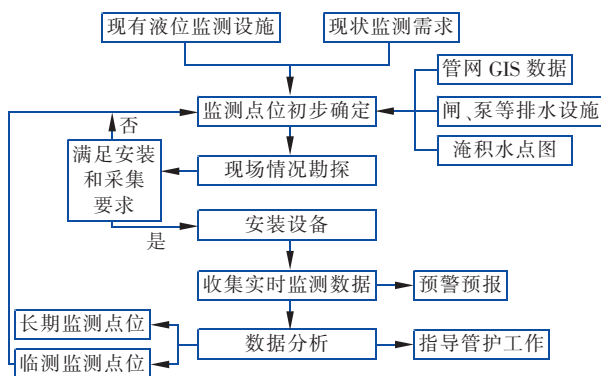 现有液位监测设施
现状监测需求
管网 GIS 数据
监测点位初步确定
闸、泵等排水设施
否
淹积水点图
满足安装
和采集
要求
现场情况勘探
是
安装设备
收集实时监测数据
预警预报
长期监测点位
数据分析
指导管护工作
临测监测点位